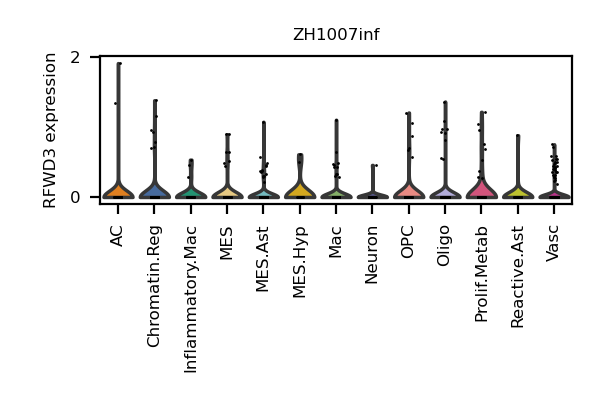 ZH1007inf
RFWD3 expression
2
0
AC
Chromatin.Reg
Inflammatory.Mac
MES
MES.Ast
MES.Hyp
Mac
Neuron
OPC
Oligo
Prolif.Metab
Reactive.Ast
Vasc